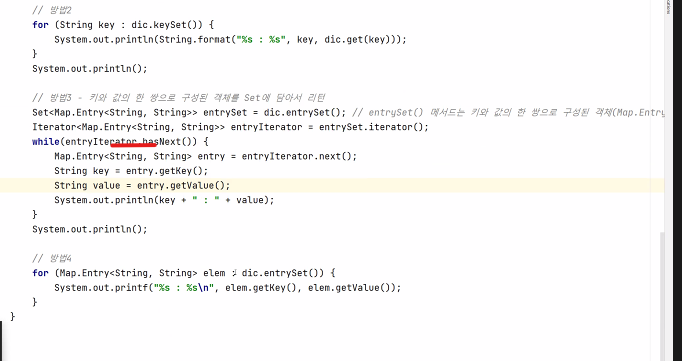 // 방법2
for (String key : dic.keySet()) {
System.out.println(String.format("%s : %s", key, dic.get(key)));
}
System.out.println();
// 방법3 - 키와 값의 한 쌍으로 구성된 객체를 Set에 담아서 리턴
Set<Map.Entry<String, String>> entrySet = dic.entrySet(); // entrySet() 메서드는 키와 값의 한 쌍으로 구성된 객체(Map.Entry
Iterator<Map.Entry<String, String>> entryIterator = entrySet.iterator();
while(entryIterator.hasNext()) {
Map.Entry<String, String> entry = entryIterator.next();
String key = entry.getKey();
String value = entry.getValue();
System.out.println(key + " : " + value);
}
System.out.println();
// 방법4
for (Map.Entry<String, String> elem : dic.entrySet()) {
System.out.printf("%s : %s\n", elem.getKey(), elem.getValue());
}
}